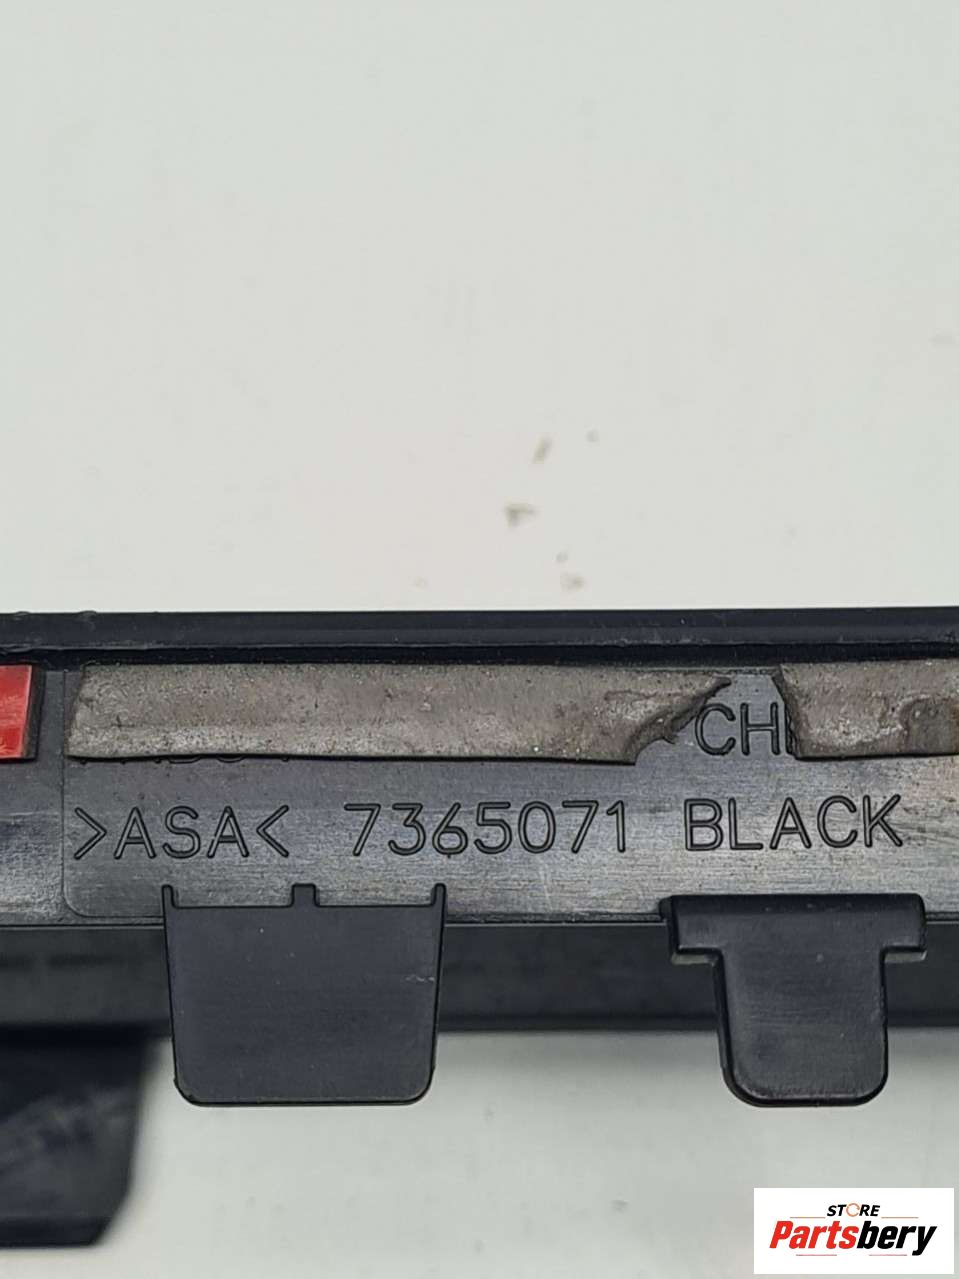 CH
>ASA< 7365071 BLACK
STORE
Partsbery